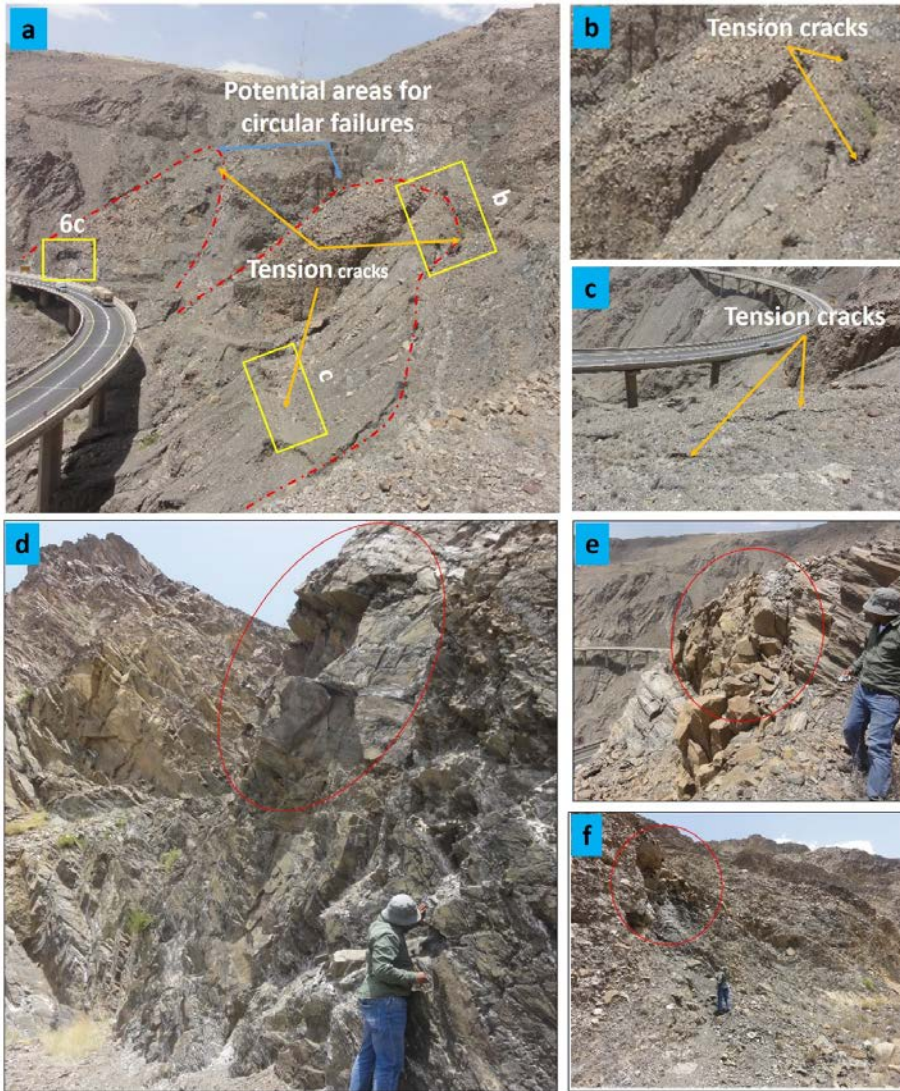 a
Potential areas for
circular failures
6c
b
Tension cracks
c
b
Tension cracks
c
Tension cracks
d
e
f